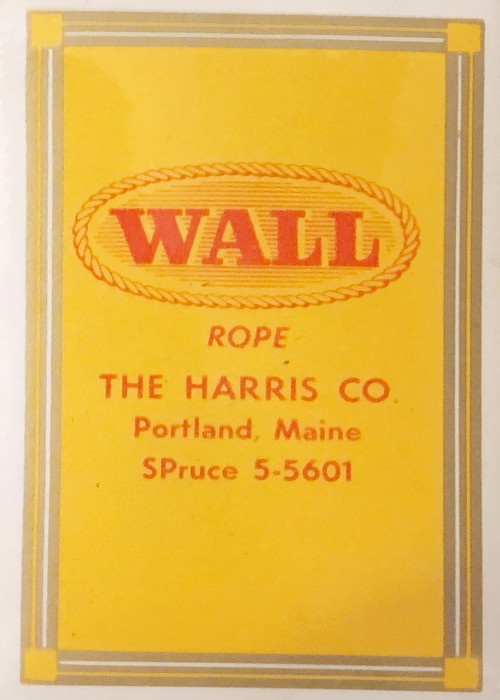 WALL
ROPE
THE HARRIS CO.
Portland, Maine
SPruce 5-5601